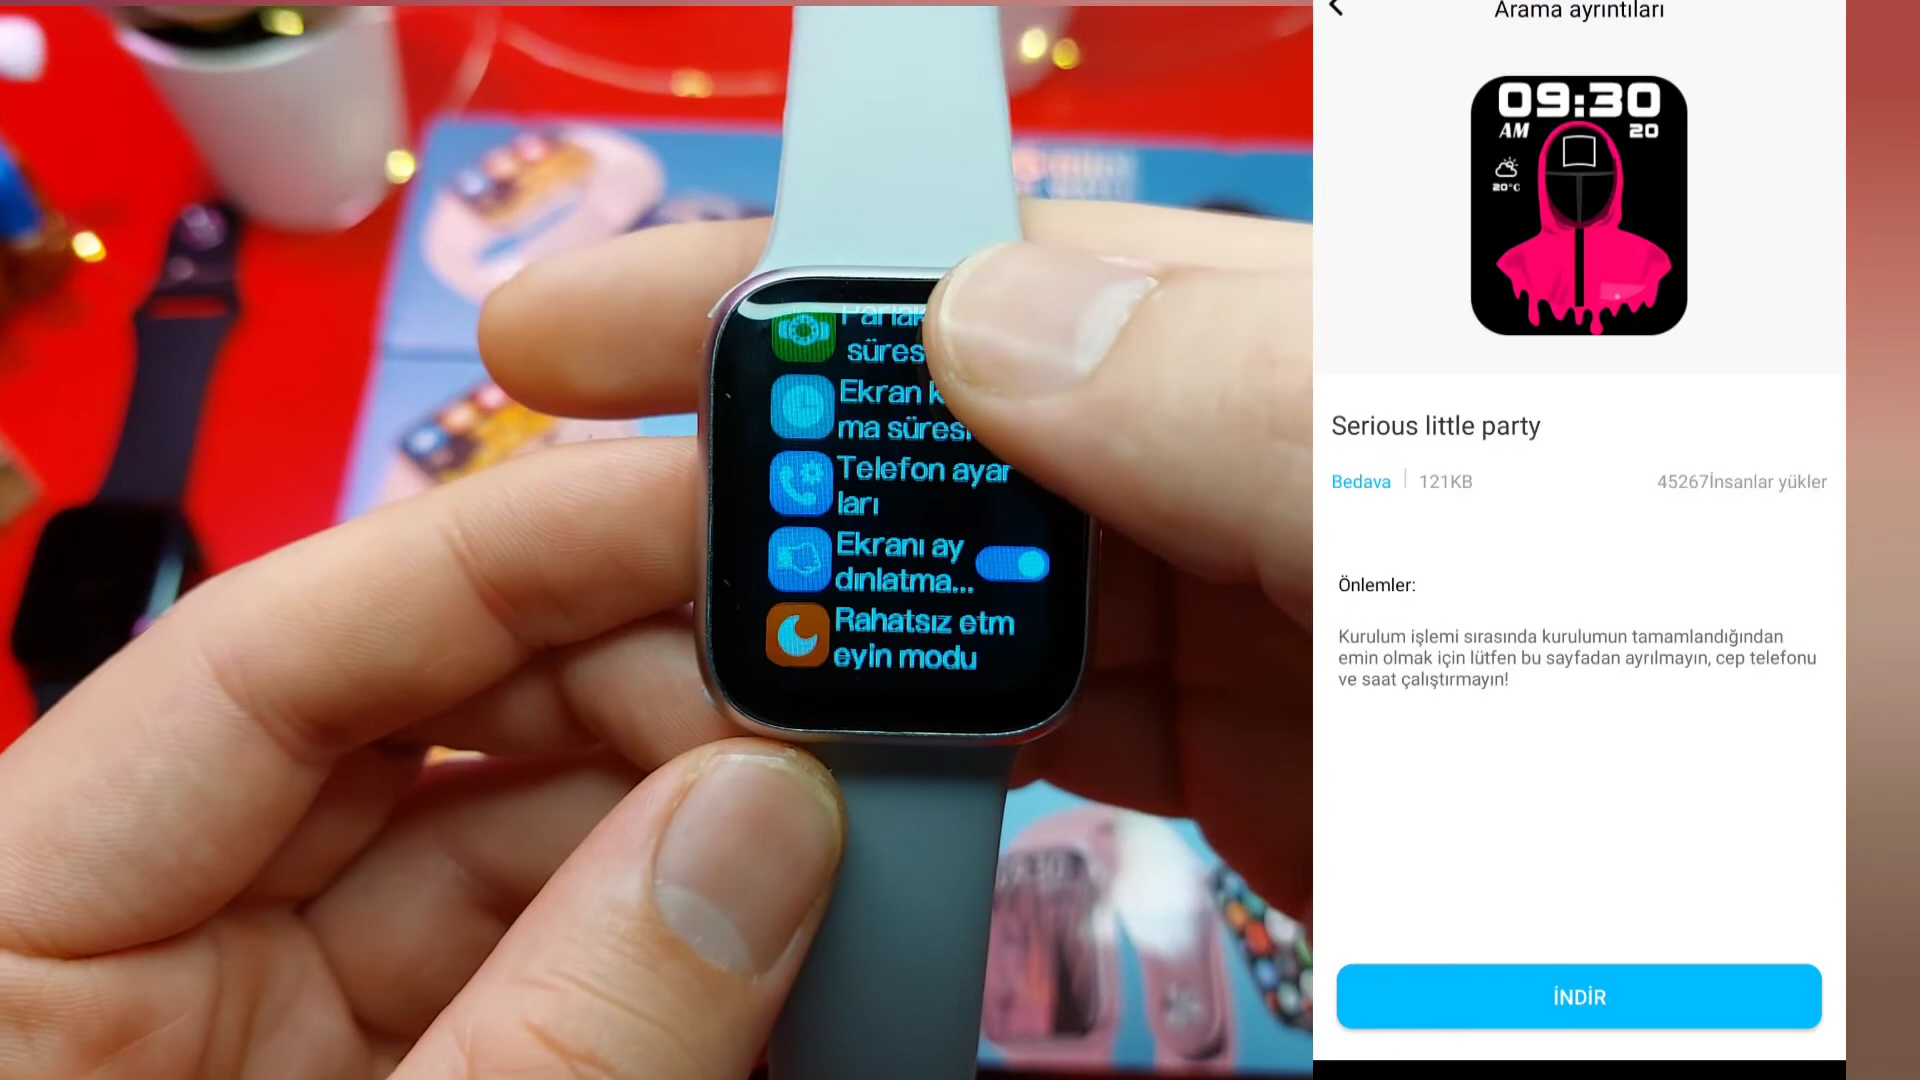 süres
Ekran k
ma süresi
Telefon ayar
ları
Ekranı ay
dınlatma...
Rahatsız etm
eyin modu
Arama ayrıntıları
09:30
AM
20
20°C
Serious little party
Bedava
121KB
45267İnsanlar yükler
Önlemler:
Kurulum işlemi sırasında kurulumun tamamlandığından
emin olmak için lütfen bu sayfadan ayrılmayın, cep telefonu
ve saat çalıştırmayın!
İNDİR